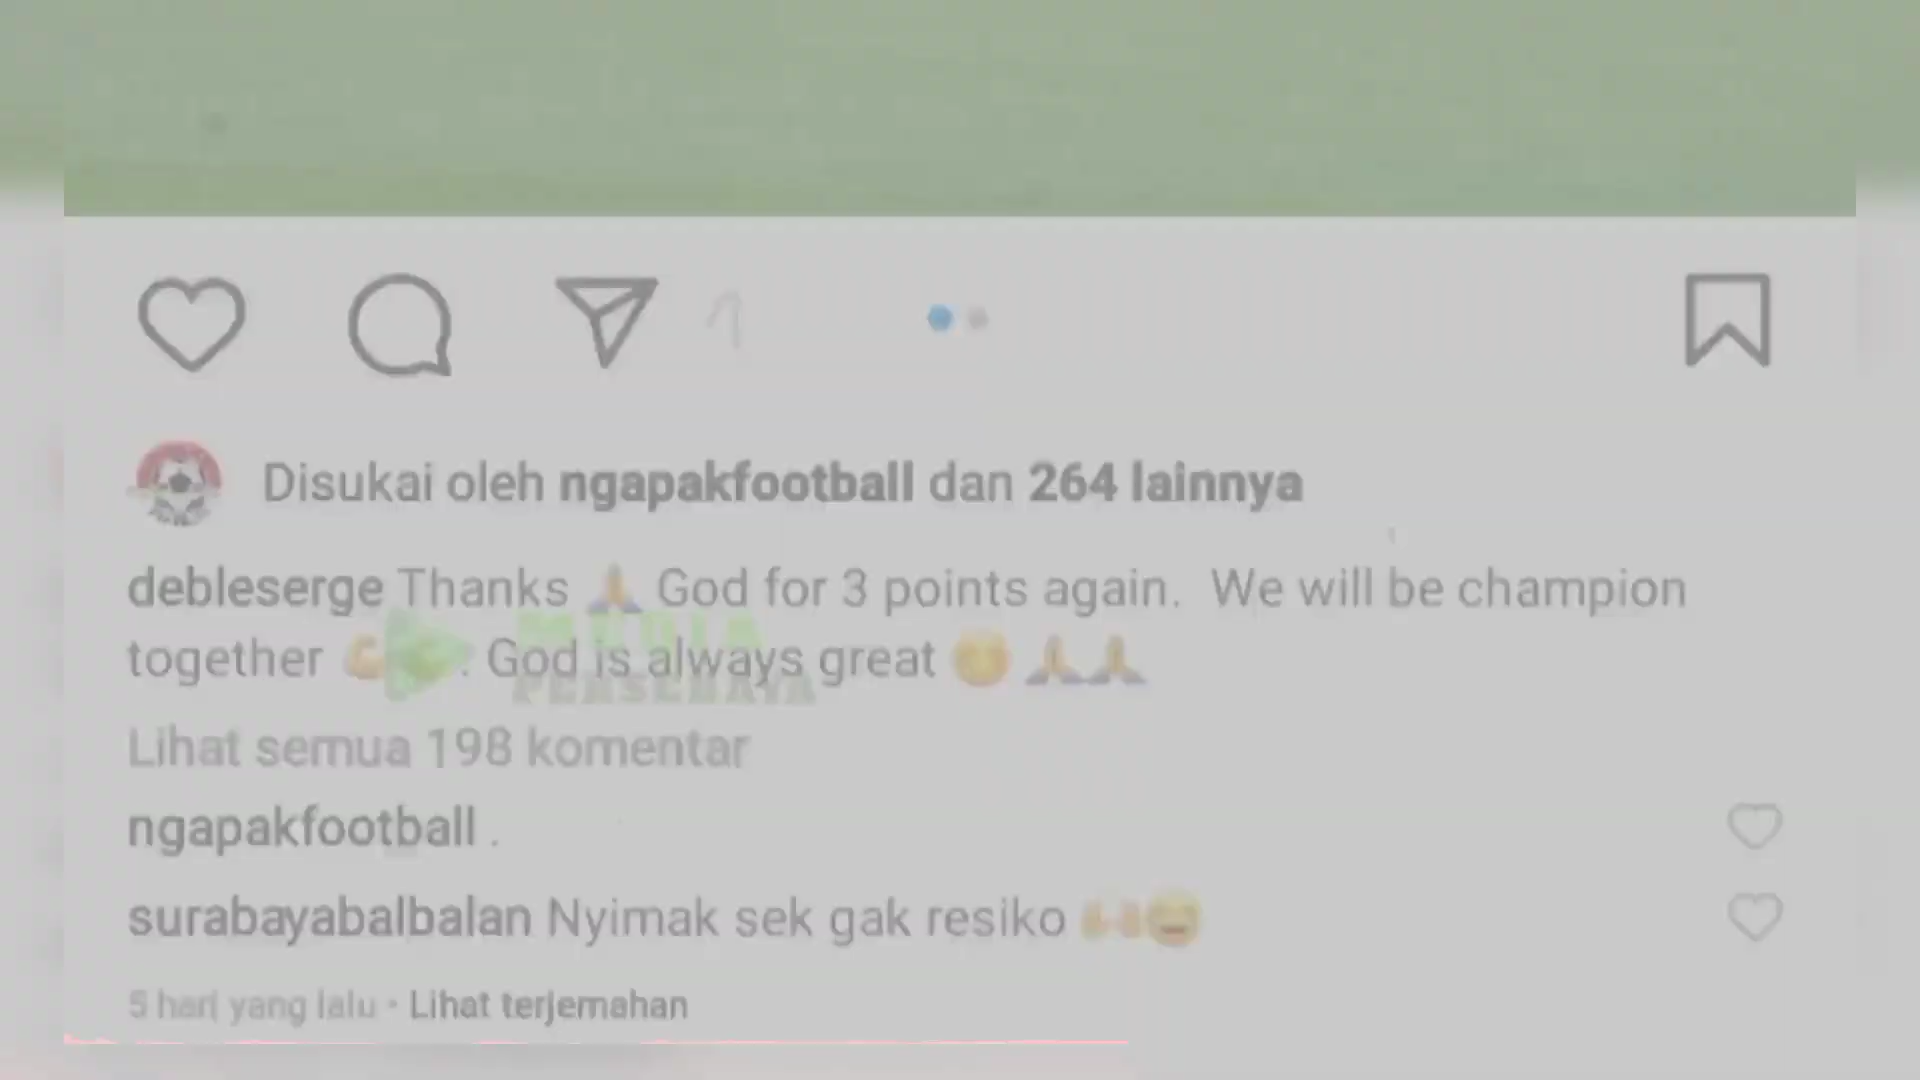 Disukai oleh ngapakfootball dan 264 lainnya
debleserge Thanks 🙏 God for 3 points again. We will be champion
together 💪 . God is always great 😊 🙏🙏
MEDIA
PERSEBAYA
Lihat semua 198 komentar
ngapakfootball .
surabayabalbalan Nyimak sek gak resiko 🙌😄
5 hari yang lalu • Lihat terjemahan